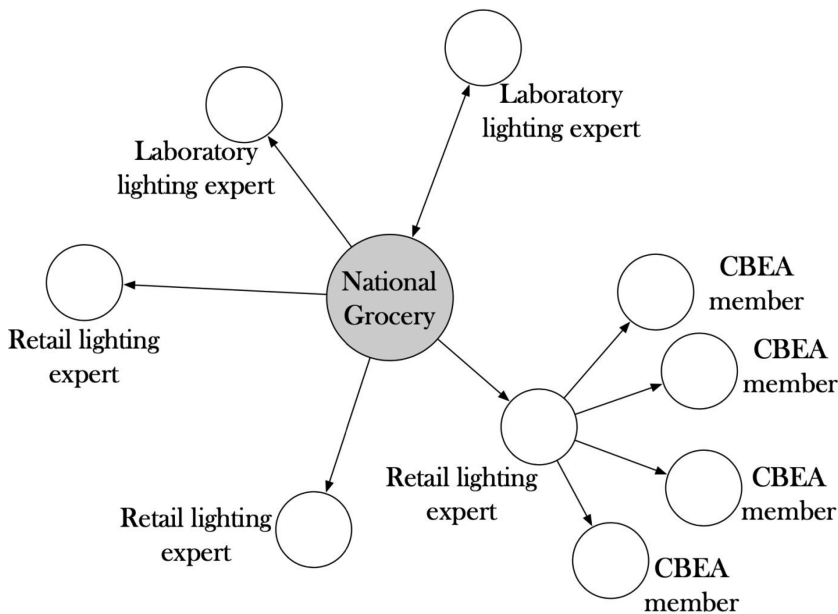 Laboratory
lighting expert
Laboratory
lighting expert
National
Grocery
CBEA
member
Retail lighting
expert
CBEA
member
Retail lighting
expert
CBEA
member
Retail lighting
expert
CBEA
member